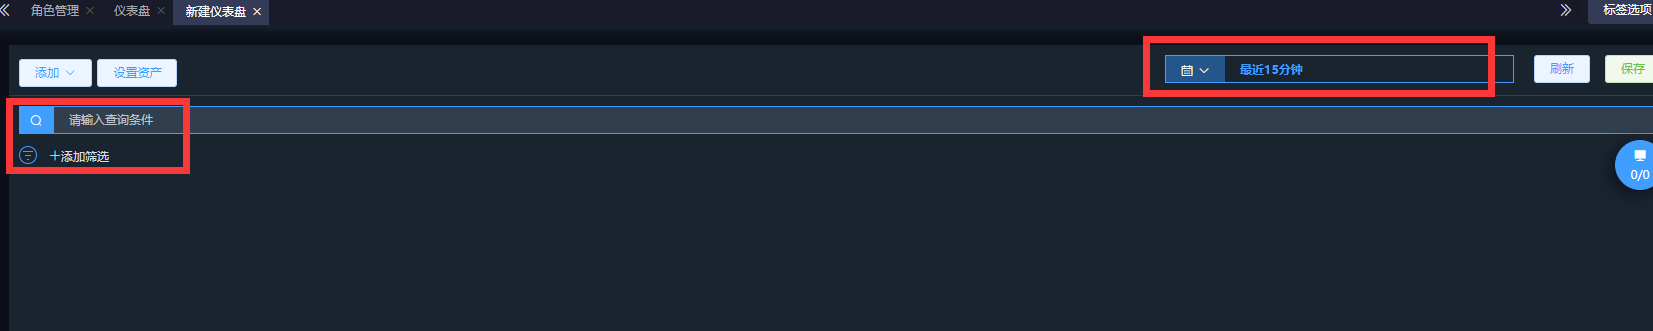 角色管理 仪表盘 新建仪表盘 标签选项
添加 设置资产 最近15分钟 刷新 保存
请输入查询条件
+添加筛选
0/0